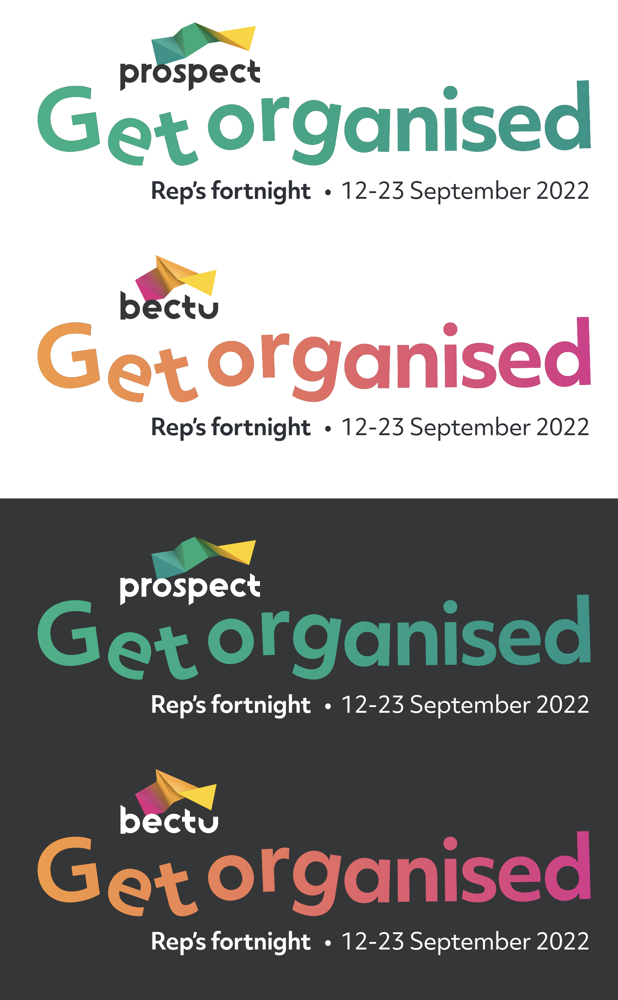 prospect
Get organised
Rep's fortnight • 12-23 September 2022
bectu
Get organised
Rep's fortnight • 12-23 September 2022
prospect
Get organised
Rep's fortnight • 12-23 September 2022
bectu
Get organised
Rep's fortnight • 12-23 September 2022